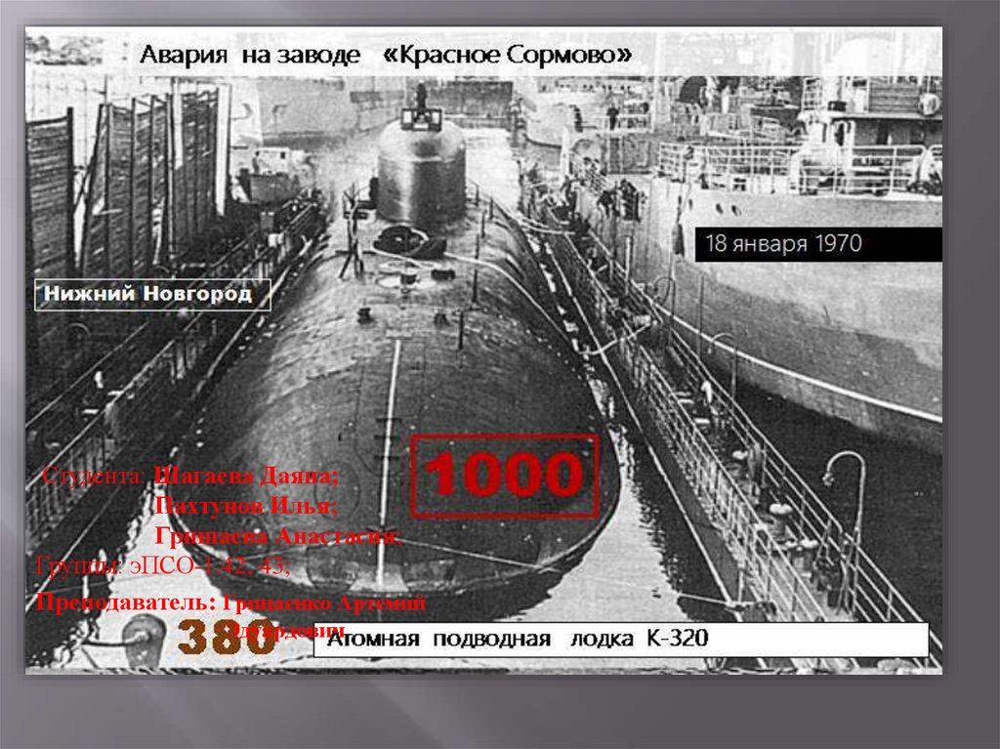 Авария на заводе «Красное Сормово»
18 января 1970
Нижний Новгород
1000
Студента: Шагаева Даяна;
Пахтунов Илья;
Гришаева Анастасия;
Группы: эПСО-1 42, 43;
Преподаватель: Грищенко Артемий
Эдуардович
380
Атомная подводная лодка К-320